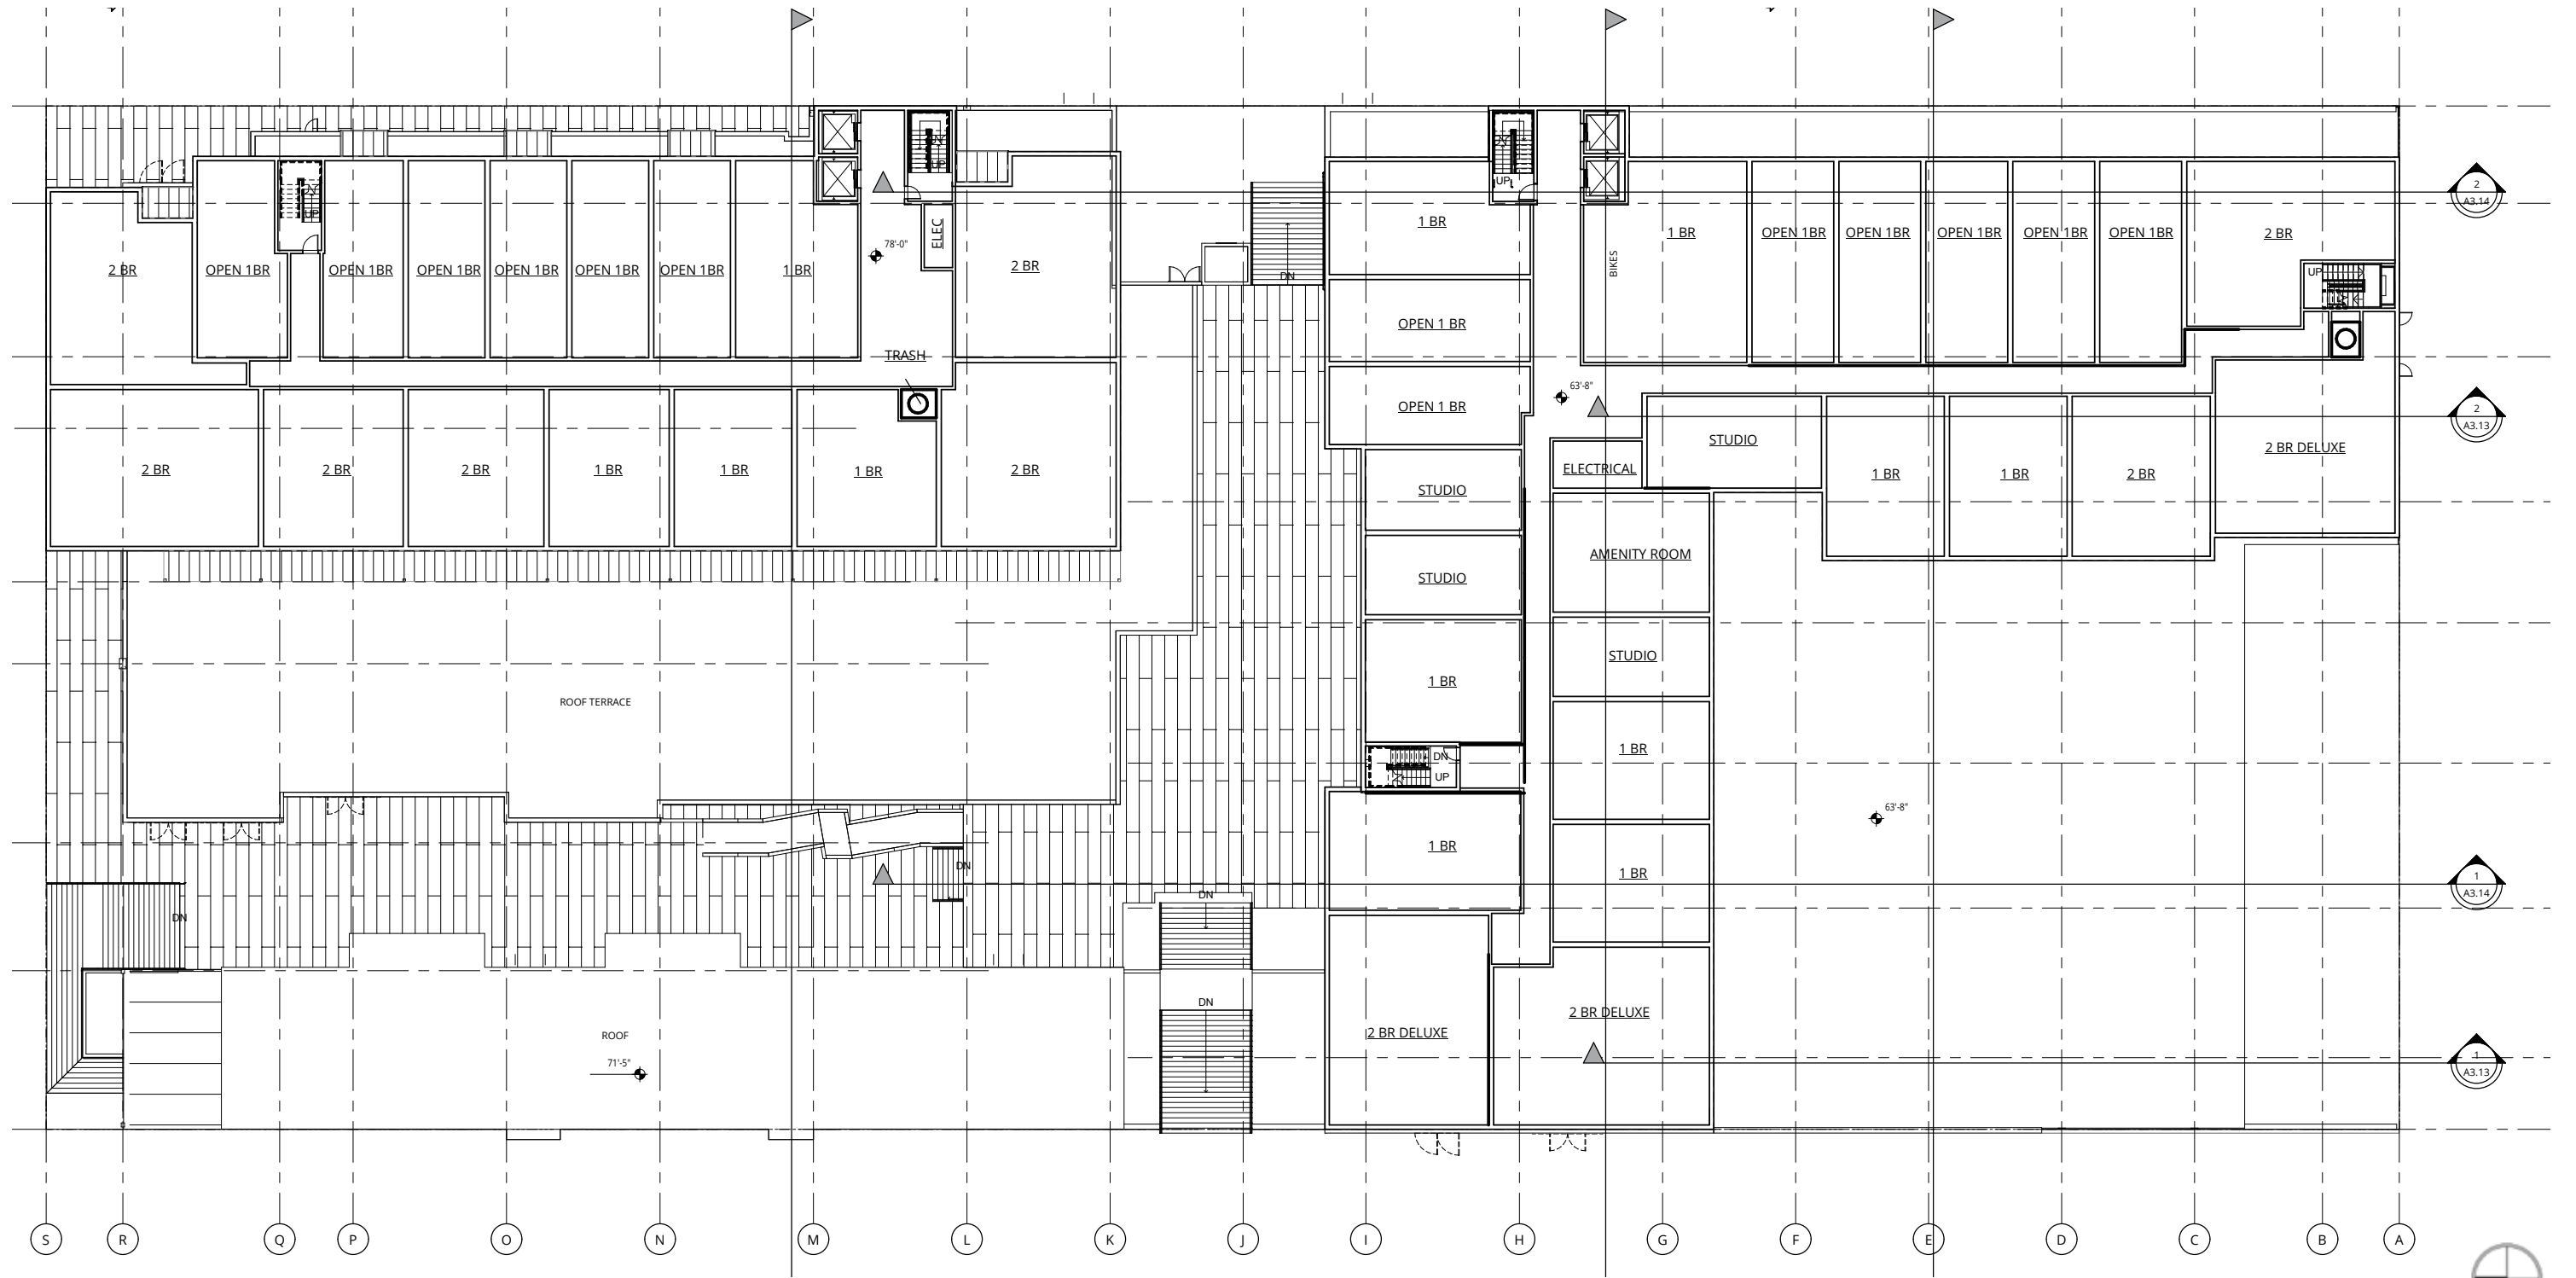 2
A3.14
UP
DN
UP
DN
UP
1 BR
ELEC
78'-0"
1 BR
OPEN 1BR
OPEN 1BR
OPEN 1BR
OPEN 1BR
OPEN 1BR
2 BR
BIKES
2 BR
OPEN 1BR
OPEN 1BR
OPEN 1BR
OPEN 1BR
OPEN 1BR
OPEN 1BR
1 BR
2 BR
DN
UP
OPEN 1 BR
TRASH
63'-8"
OPEN 1 BR
2
A3.13
STUDIO
2 BR DELUXE
2 BR
2 BR
2 BR
1 BR
1 BR
1 BR
2 BR
ELECTRICAL
1 BR
1 BR
2 BR
STUDIO
AMENITY ROOM
STUDIO
STUDIO
1 BR
ROOF TERRACE
1 BR
DN
UP
63'-8"
1 BR
DN
1 BR
1
A3.14
DN
DN
DN
2 BR DELUXE
2 BR DELUXE
ROOF
71'-5"
1
A3.13
S R Q P O N M L K J I H G F E D C B A